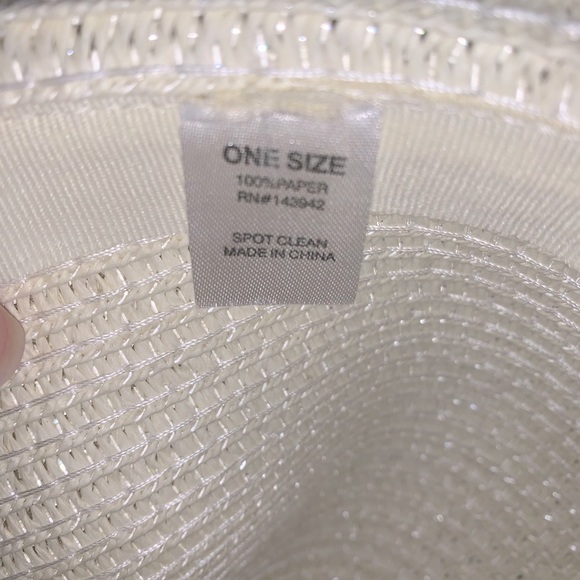 ONE SIZE
100%PAPER
RN#143942
SPOT CLEAN
MADE IN CHINA